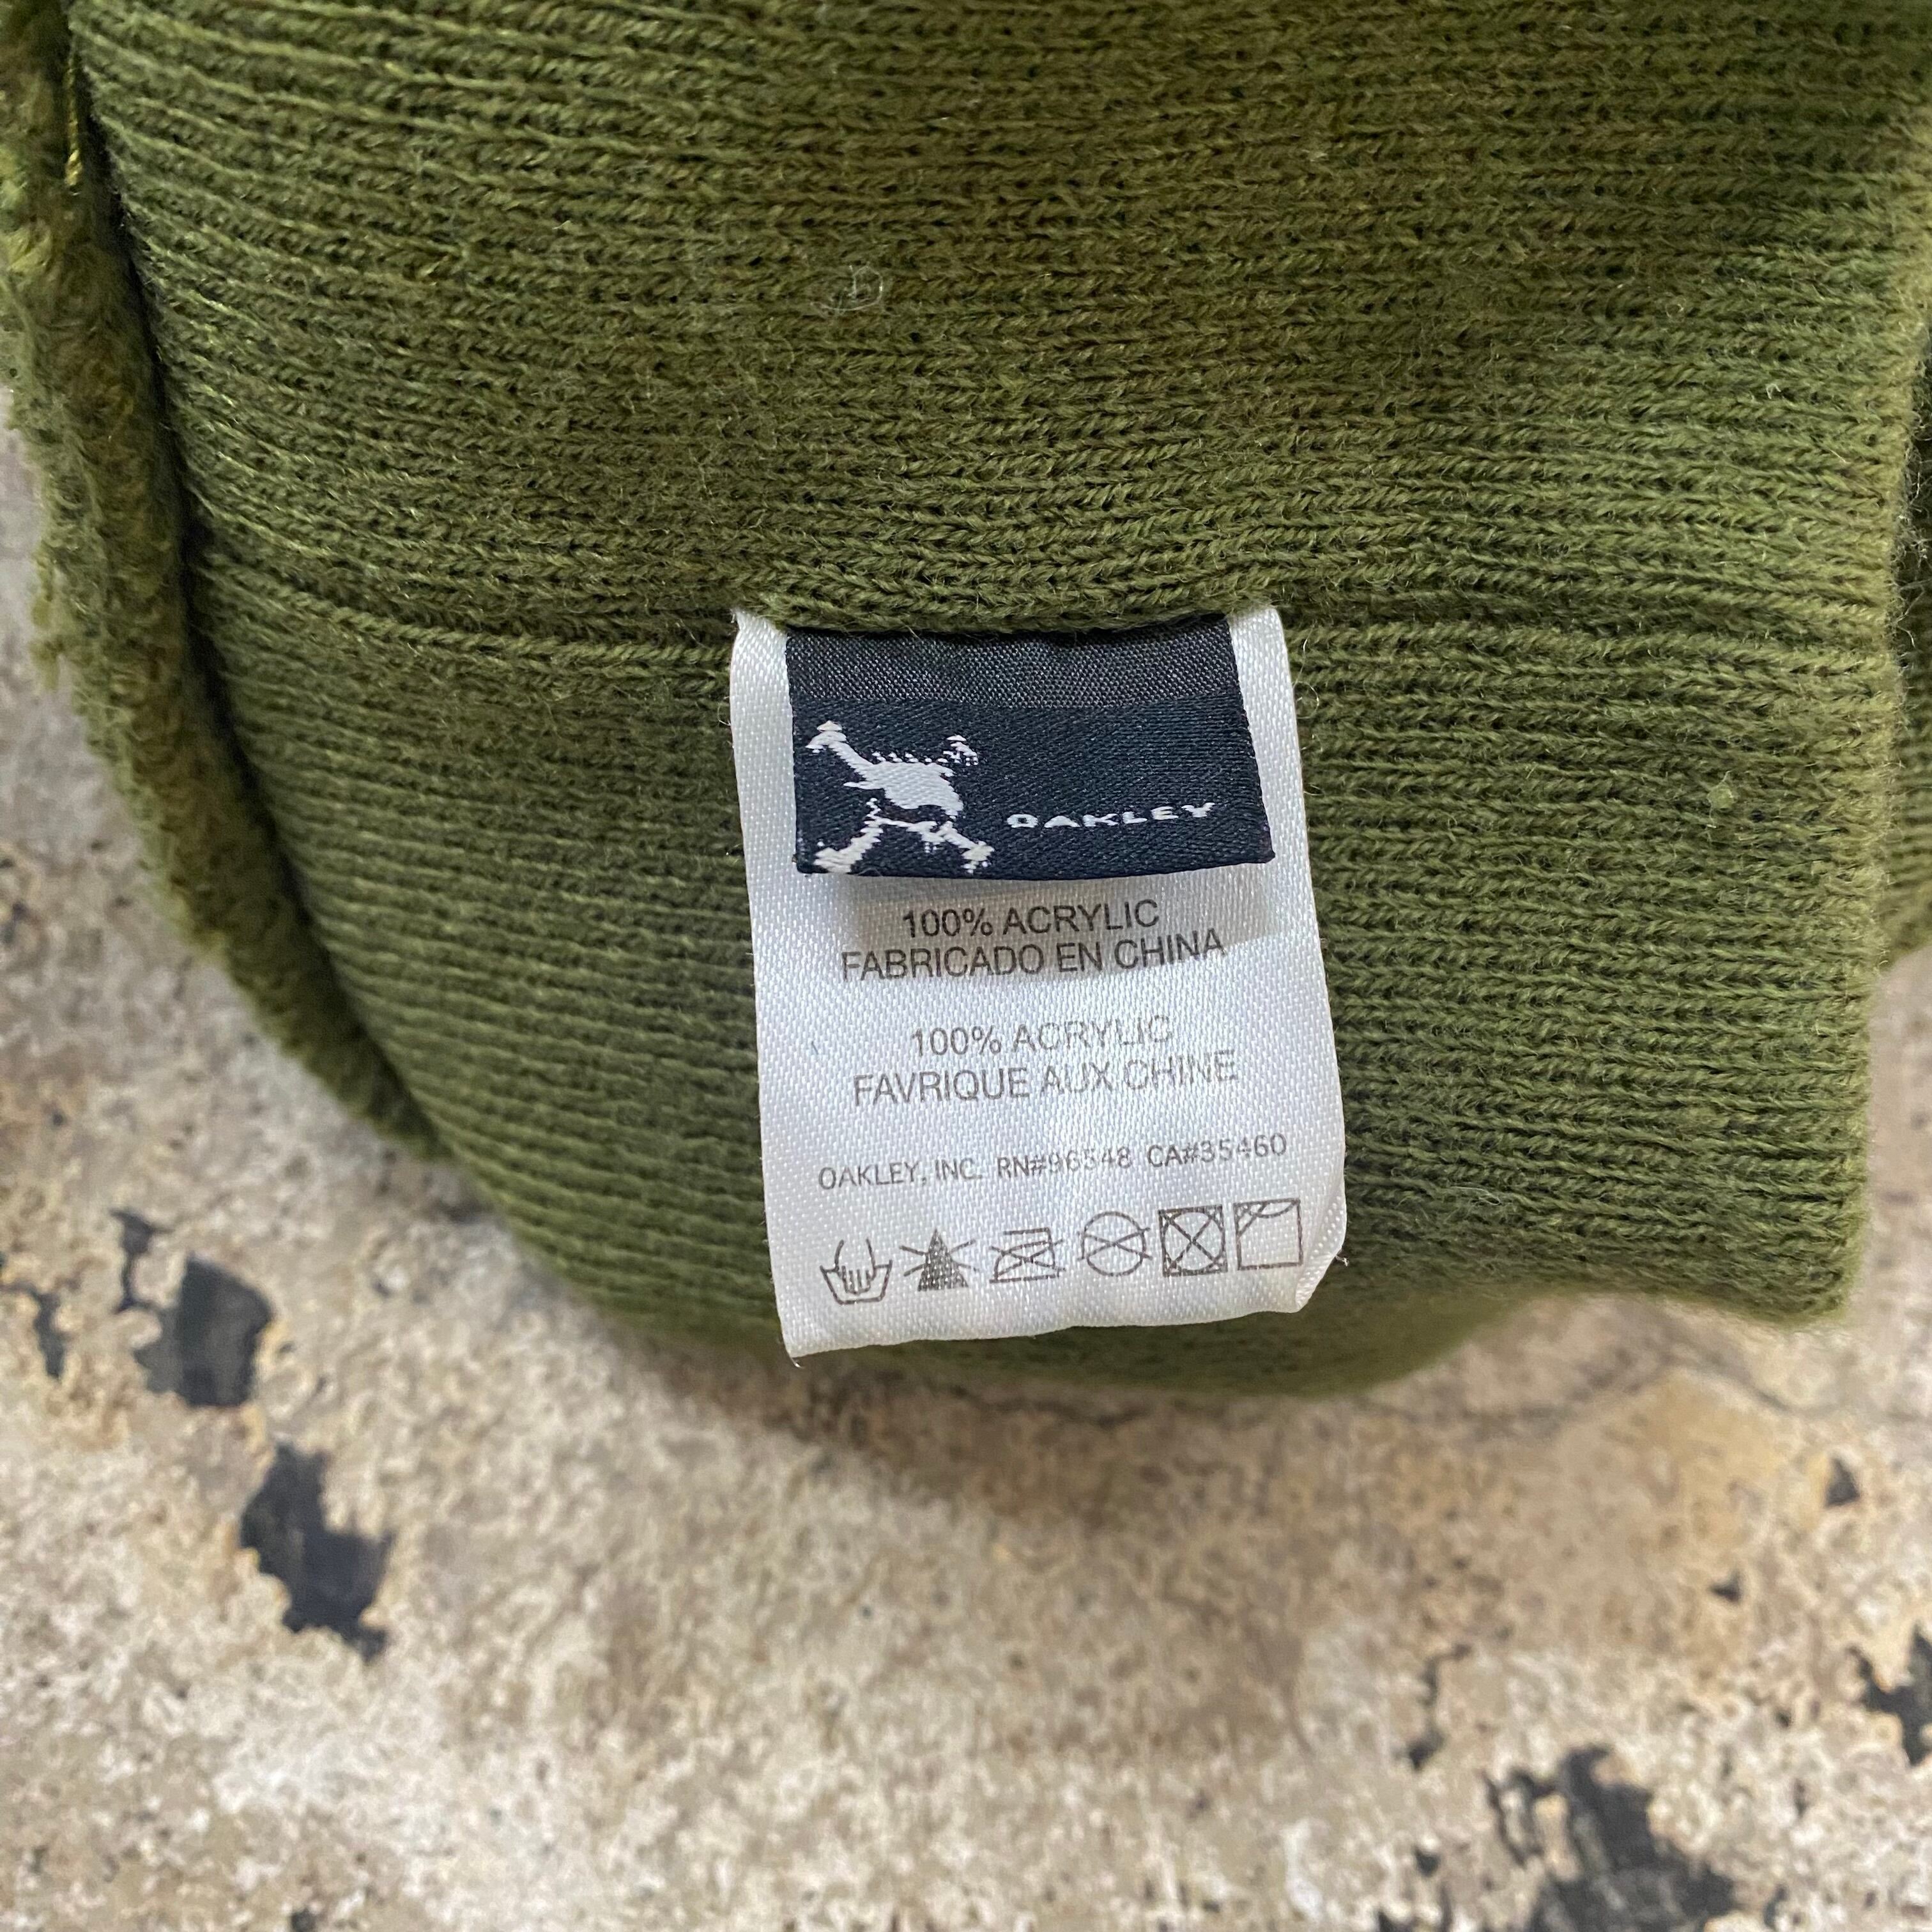 OAKLEY
100% ACRYLIC
FABRICADO EN CHINA
100% ACRYLIC
FAVRIQUE AUX CHINE
OAKLEY, INC. RN#96548 CA#35460